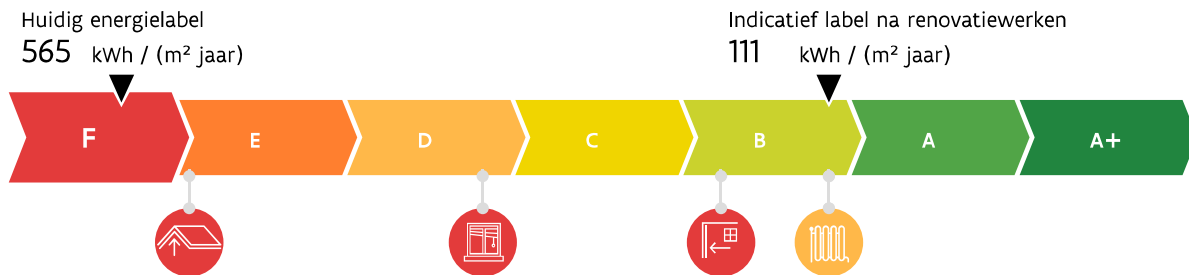 Huidig energielabel
565 kWh / (m² jaar)
Indicatief label na renovatiewerken
111 kWh / (m² jaar)
F E D C B A A+